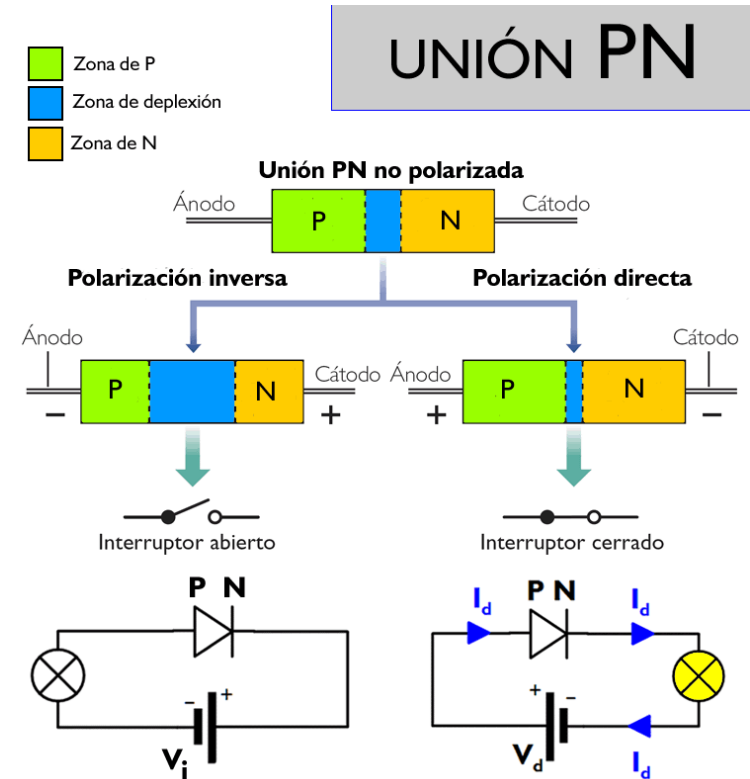 UNIÓN PN
Zona de P
Zona de deplexión
Zona de N
Unión PN no polarizada
Ánodo
P
N
Cátodo
Polarización inversa
Polarización directa
Ánodo
P
N
Cátodo
−
+
Ánodo
P
N
Cátodo
+
−
Interruptor abierto
Interruptor cerrado
P N
- +
Vi
Id
P N
Id
+ -
Vd
Id